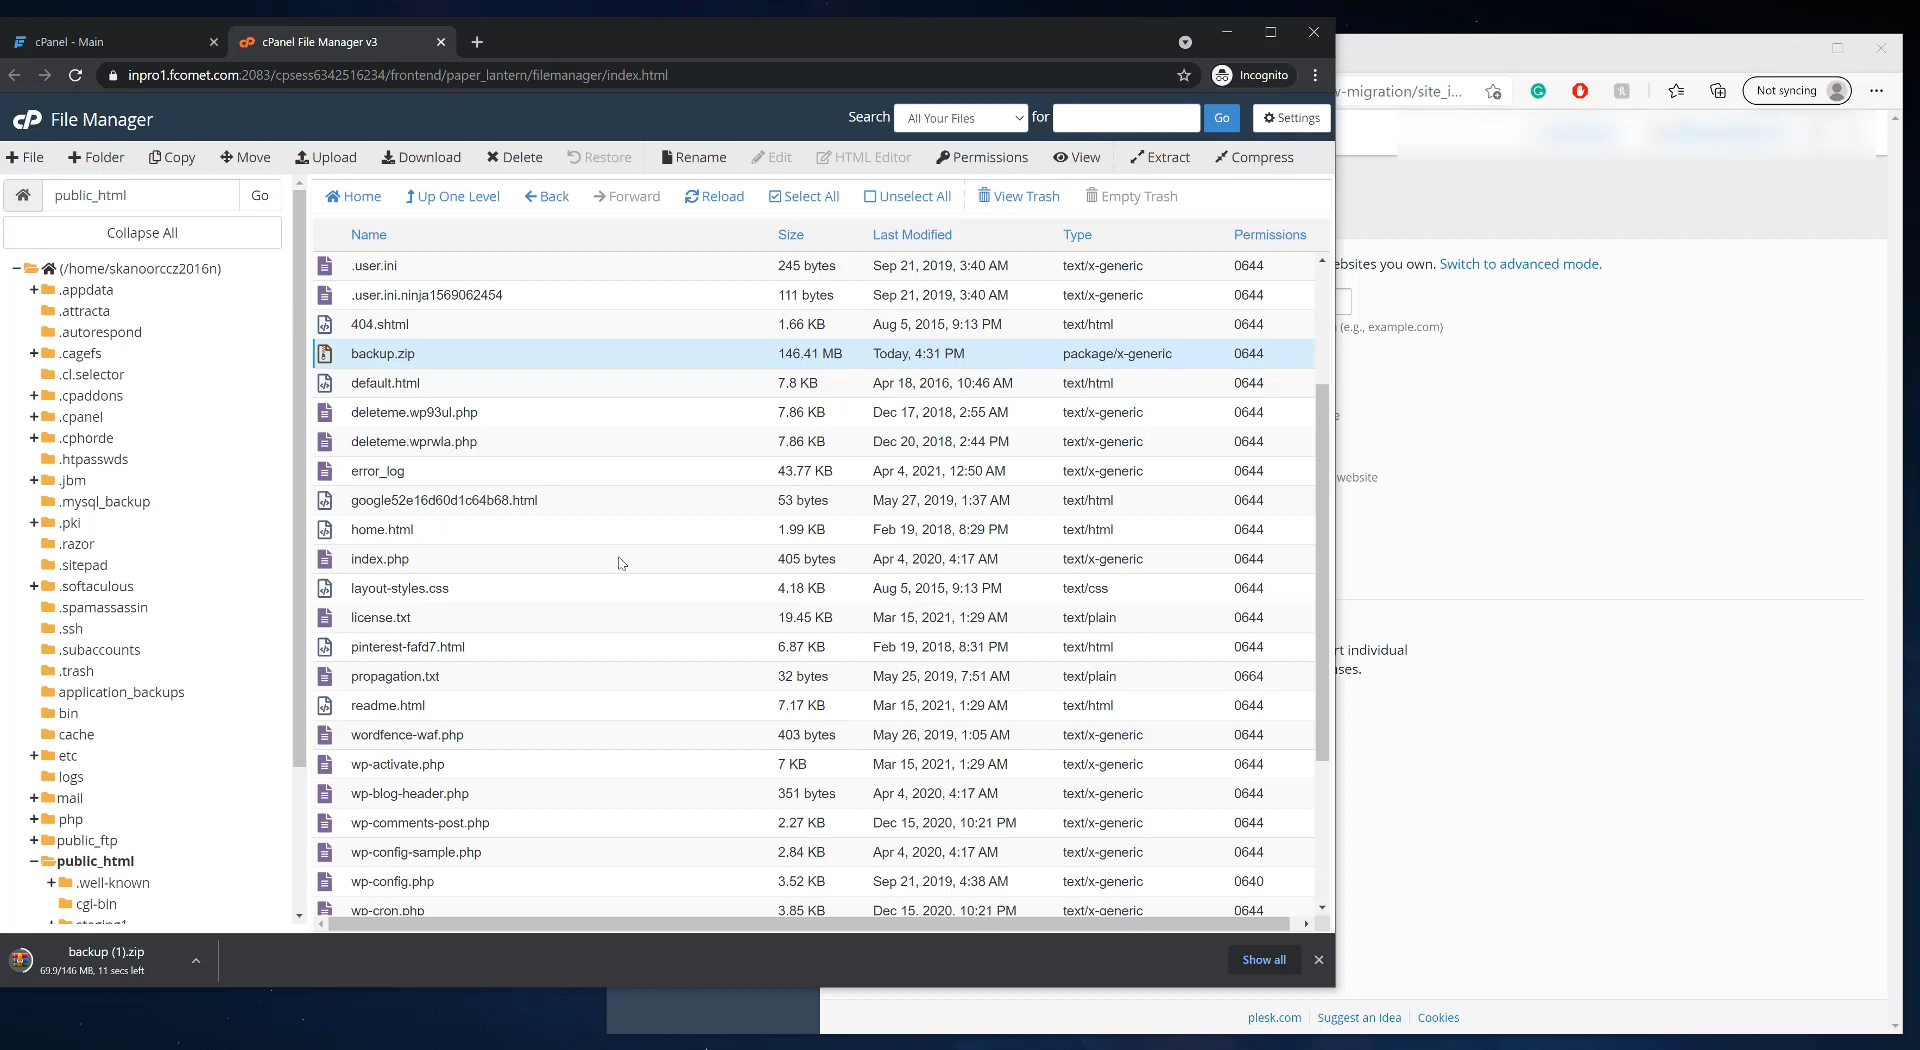 cPanel - Main
cPanel File Manager v3
inpro1.fcomet.com:2083/cpsess6342516234/frontend/paper_lantern/filemanager/index.html
Incognito
v-migration/site_i...
Not syncing
cP File Manager
Search All Your Files for Go Settings
File Folder Copy Move Upload Download Delete Restore Rename Edit HTML Editor Permissions View Extract Compress
public_html Go
Home Up One Level Back Forward Reload Select All Unselect All View Trash Empty Trash
Collapse All
(/home/skanoorccz2016n)
.appdata
.attracta
.autorespond
.cagefs
.cl.selector
.cpaddons
.cpanel
.cphorde
.htpasswds
.jbm
.mysql_backup
.pki
.razor
.sitepad
.softaculous
.spamassassin
.ssh
.subaccounts
.trash
application_backups
bin
cache
etc
logs
mail
php
public_ftp
public_html
.well-known
cgi-bin
staging1
Name Size Last Modified Type Permissions
.user.ini 245 bytes Sep 21, 2019, 3:40 AM text/x-generic 0644
.user.ini.ninja1569062454 111 bytes Sep 21, 2019, 3:40 AM text/x-generic 0644
404.shtml 1.66 KB Aug 5, 2015, 9:13 PM text/html 0644
backup.zip 146.41 MB Today, 4:31 PM package/x-generic 0644
default.html 7.8 KB Apr 18, 2016, 10:46 AM text/html 0644
deleteme.wp93ul.php 7.86 KB Dec 17, 2018, 2:55 AM text/x-generic 0644
deleteme.wprwla.php 7.86 KB Dec 20, 2018, 2:44 PM text/x-generic 0644
error_log 43.77 KB Apr 4, 2021, 12:50 AM text/x-generic 0644
google52e16d60d1c64b68.html 53 bytes May 27, 2019, 1:37 AM text/html 0644
home.html 1.99 KB Feb 19, 2018, 8:29 PM text/html 0644
index.php 405 bytes Apr 4, 2020, 4:17 AM text/x-generic 0644
layout-styles.css 4.18 KB Aug 5, 2015, 9:13 PM text/css 0644
license.txt 19.45 KB Mar 15, 2021, 1:29 AM text/plain 0644
pinterest-fafd7.html 6.87 KB Feb 19, 2018, 8:31 PM text/html 0644
propagation.txt 32 bytes May 25, 2019, 7:51 AM text/plain 0664
readme.html 7.17 KB Mar 15, 2021, 1:29 AM text/html 0644
wordfence-waf.php 403 bytes May 26, 2019, 1:05 AM text/x-generic 0644
wp-activate.php 7 KB Mar 15, 2021, 1:29 AM text/x-generic 0644
wp-blog-header.php 351 bytes Apr 4, 2020, 4:17 AM text/x-generic 0644
wp-comments-post.php 2.27 KB Dec 15, 2020, 10:21 PM text/x-generic 0644
wp-config-sample.php 2.84 KB Apr 4, 2020, 4:17 AM text/x-generic 0644
wp-config.php 3.52 KB Sep 21, 2019, 4:38 AM text/x-generic 0640
wp-cron.php 3.85 KB Dec 15, 2020, 10:21 PM text/x-generic 0644
ebsites you own. Switch to advanced mode.
(e.g., example.com)
website
rt individual
ases.
backup (1).zip
69.9/146 MB, 11 secs left
Show all
plesk.com Suggest an Idea Cookies